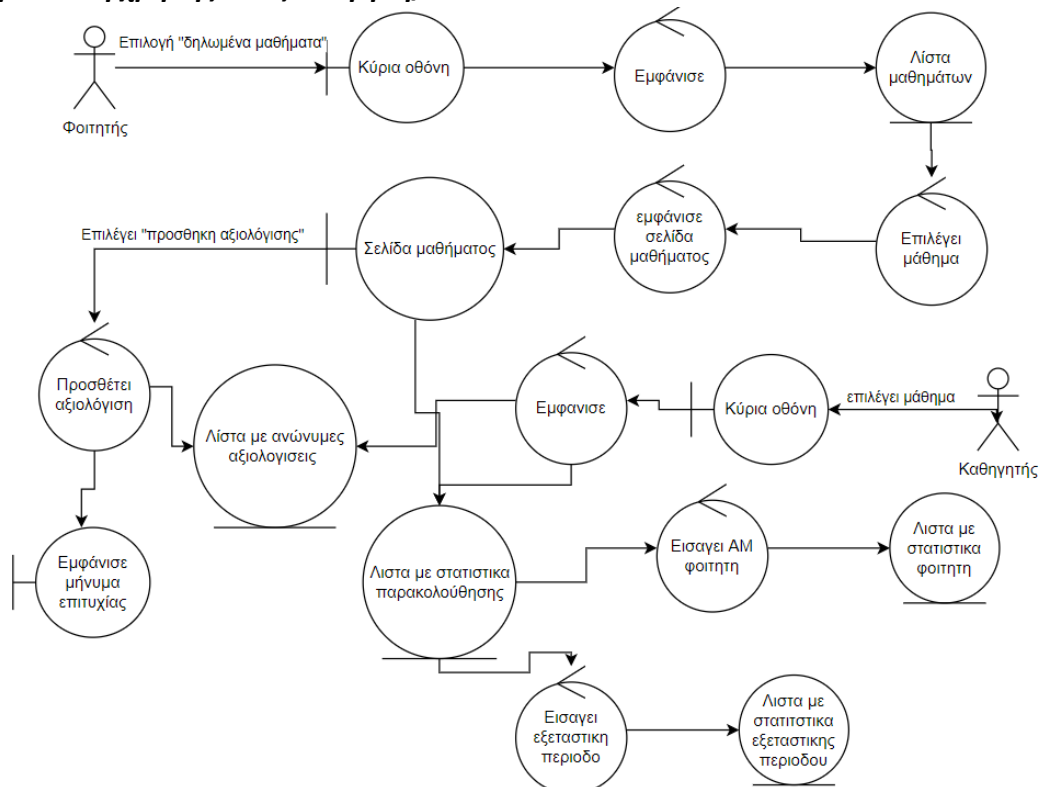 Επιλογή "δηλωμένα μαθήματα"
Κύρια οθόνη
Εμφάνισε
Λίστα
μαθημάτων
Φοιτητής
Επιλέγει "προσθηκη αξιολόγισης"
Σελίδα μαθήματος
εμφάνισε
σελίδα
μαθήματος
Επιλέγει
μάθημα
Προσθέτει
αξιολόγιση
Λίστα με ανώνυμες
αξιολογισεις
Εμφανισε
Κύρια οθόνη
επιλέγει μάθημα
Καθηγητής
Εμφάνισε
μήνυμα
επιτυχίας
Λιστα με στατιστικα
παρακολούθησης
Εισαγει ΑΜ
φοιτητη
Λιστα με
στατιστικα
φοιτητη
Εισαγει
εξεταστικη
περιοδο
Λιστα με
στατιτστικα
εξεταστικης
περιοδου